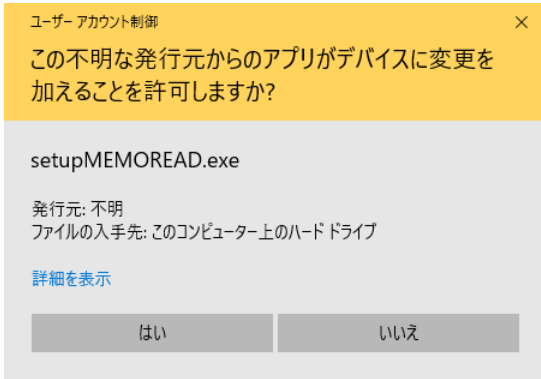 ユーザー アカウント制御
この不明な発行元からのアプリがデバイスに変更を
加えることを許可しますか?
setupMEMOREAD.exe
発行元: 不明
ファイルの入手先: このコンピューター上のハード ドライブ
詳細を表示
はい
いいえ